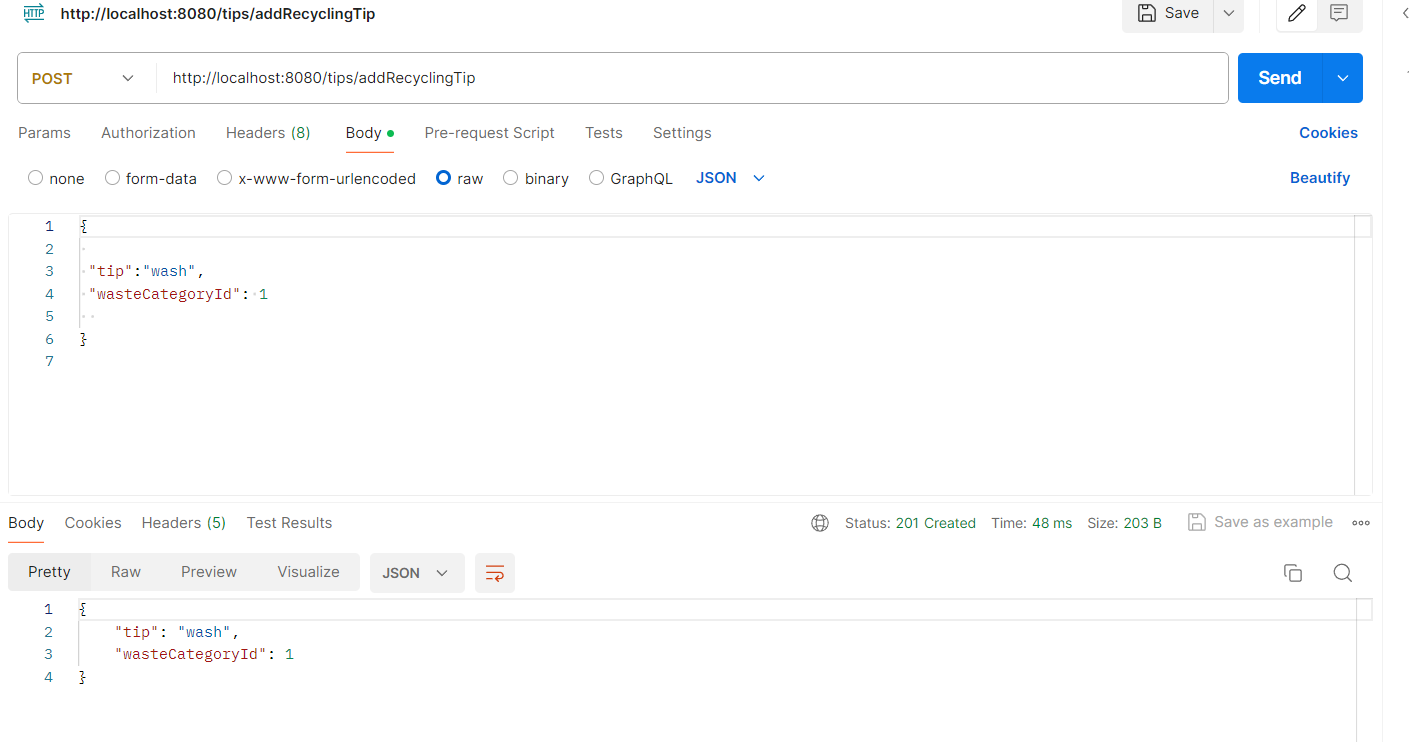 HTTP http://localhost:8080/tips/addRecyclingTip Save
POST http://localhost:8080/tips/addRecyclingTip Send
Params Authorization Headers (8) Body Pre-request Script Tests Settings Cookies
none form-data x-www-form-urlencoded raw binary GraphQL JSON Beautify
1 {
2
3 "tip":"wash",
4 "wasteCategoryId": 1
5
6 }
7
Body Cookies Headers (5) Test Results Status: 201 Created Time: 48 ms Size: 203 B Save as example
Pretty Raw Preview Visualize JSON
1 {
2 "tip": "wash",
3 "wasteCategoryId": 1
4 }